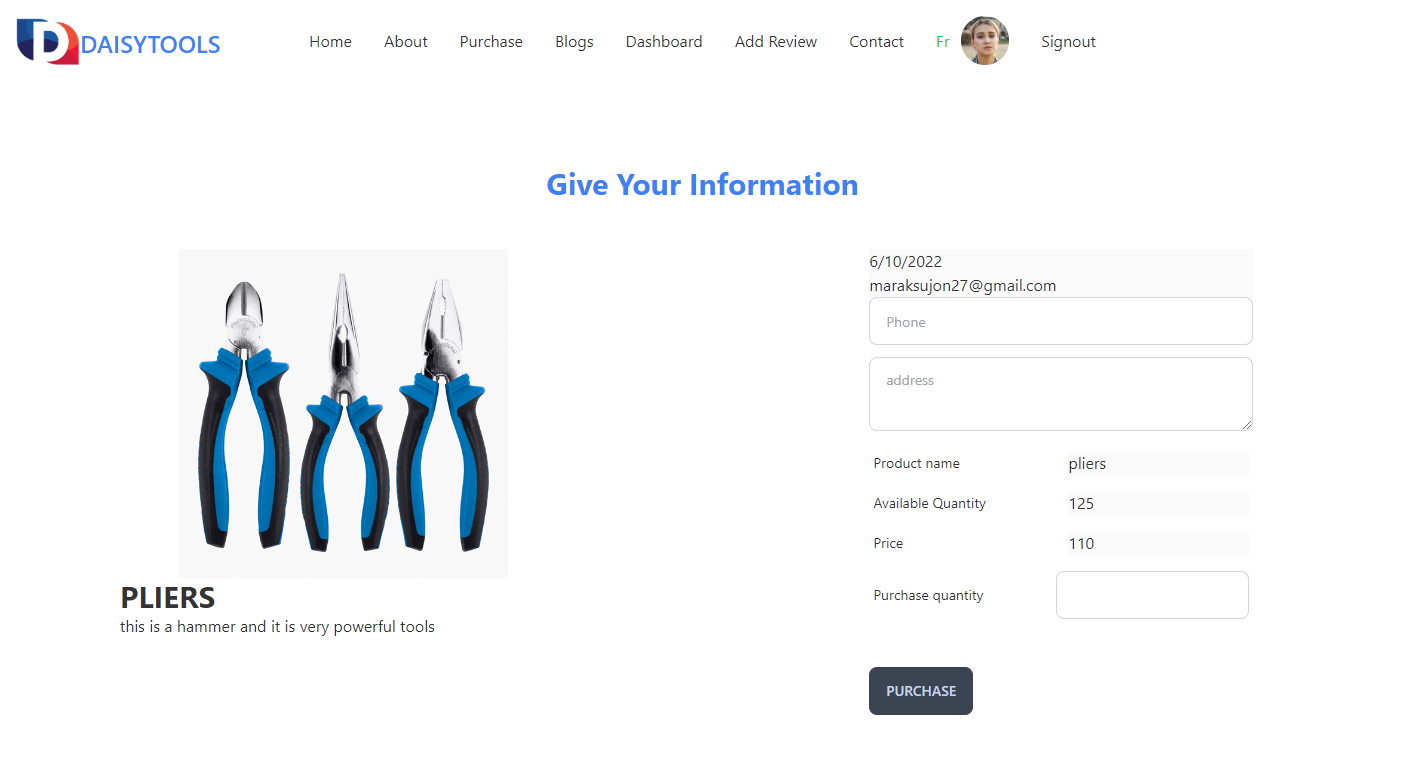 DAISYTOOLS
Home About Purchase Blogs Dashboard Add Review Contact Fr Signout
Give Your Information
6/10/2022
maraksujon27@gmail.com
Phone
address
Product name pliers
Available Quantity 125
Price 110
Purchase quantity
PURCHASE
PLIERS
this is a hammer and it is very powerful tools